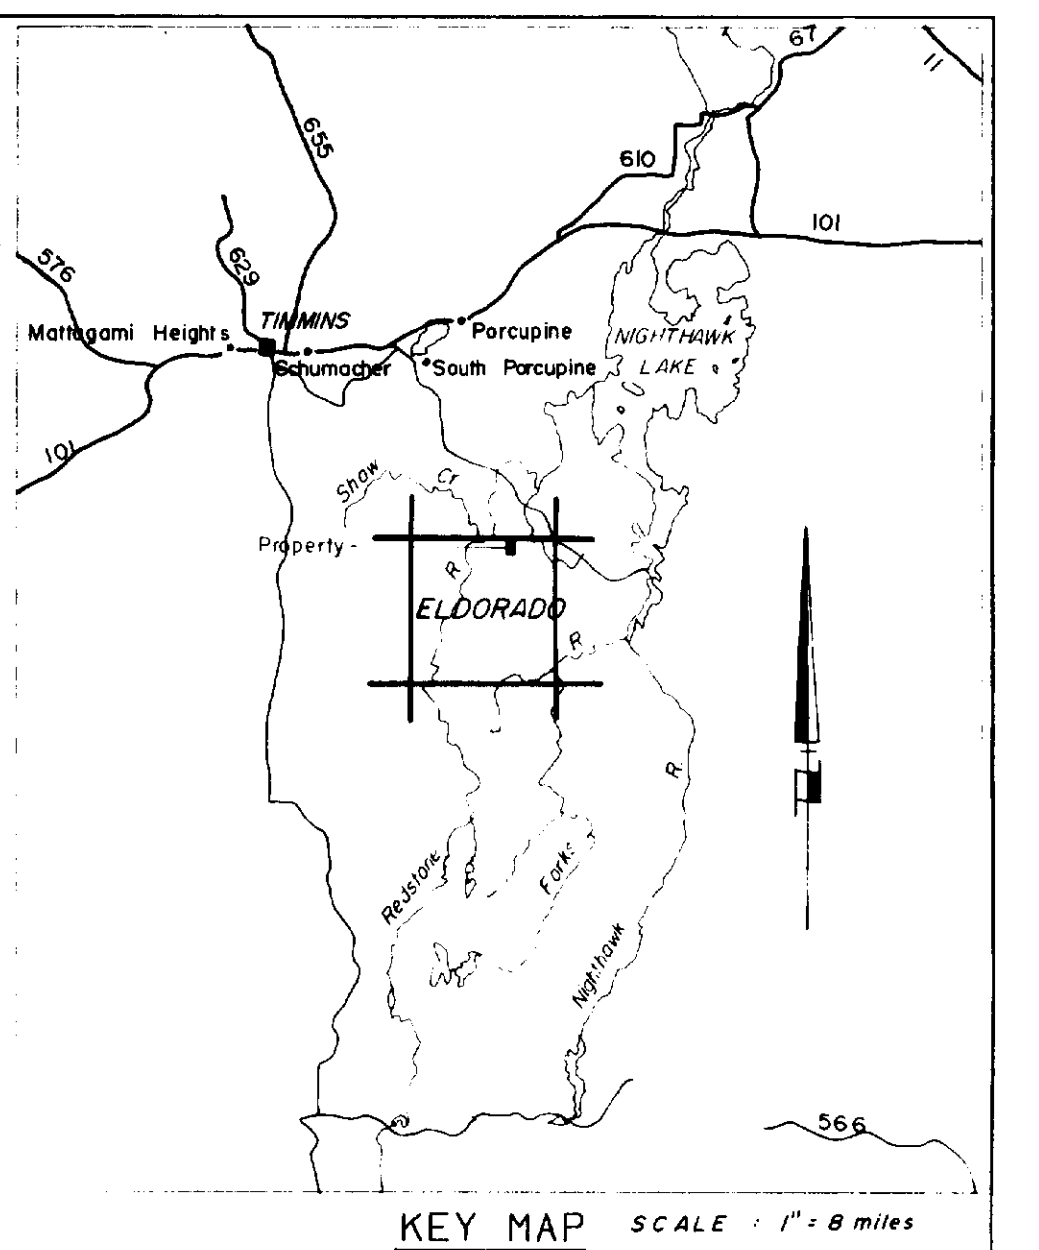 67
11
655
610
101
576
629
TIMMINS
Mattagami Heights
Porcupine
NIGHTHAWK
LAKE
Schumacher
South Porcupine
101
Shaw Cr
Property -
R
ELDORADO
R
R
Redstone
Forks
Nighthawk
566
KEY MAP
SCALE : 1" = 8 miles